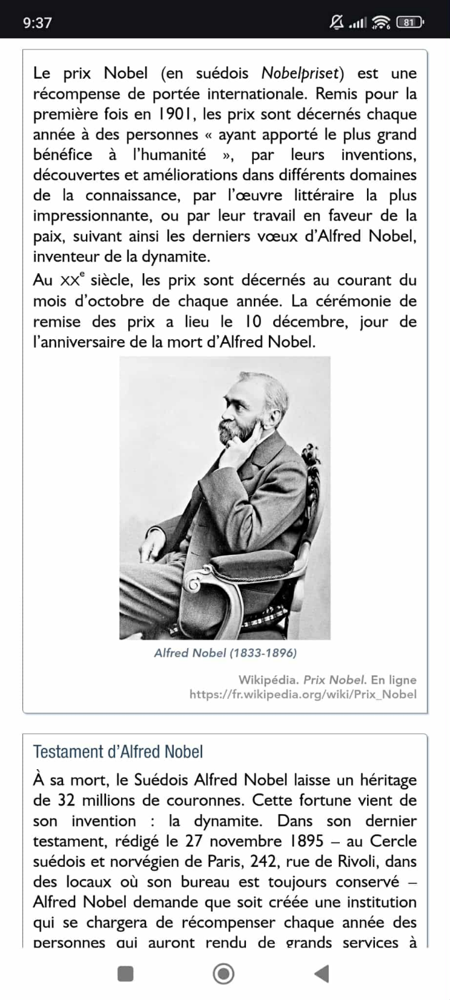 9:37
81
Le prix Nobel (en suédois Nobelpriset) est une
récompense de portée internationale. Remis pour la
première fois en 1901, les prix sont décernés chaque
année à des personnes « ayant apporté le plus grand
bénéfice à l’humanité », par leurs inventions,
découvertes et améliorations dans différents domaines
de la connaissance, par l’œuvre littéraire la plus
impressionnante, ou par leur travail en faveur de la
paix, suivant ainsi les derniers vœux d’Alfred Nobel,
inventeur de la dynamite.
Au XXe siècle, les prix sont décernés au courant du
mois d’octobre de chaque année. La cérémonie de
remise des prix a lieu le 10 décembre, jour de
l’anniversaire de la mort d’Alfred Nobel.
Alfred Nobel (1833-1896)
Wikipédia. Prix Nobel. En ligne
https://fr.wikipedia.org/wiki/Prix_Nobel
Testament d’Alfred Nobel
À sa mort, le Suédois Alfred Nobel laisse un héritage
de 32 millions de couronnes. Cette fortune vient de
son invention : la dynamite. Dans son dernier
testament, rédigé le 27 novembre 1895 – au Cercle
suédois et norvégien de Paris, 242, rue de Rivoli, dans
des locaux où son bureau est toujours conservé –
Alfred Nobel demande que soit créée une institution
qui se chargera de récompenser chaque année des
personnes qui auront rendu de grands services à